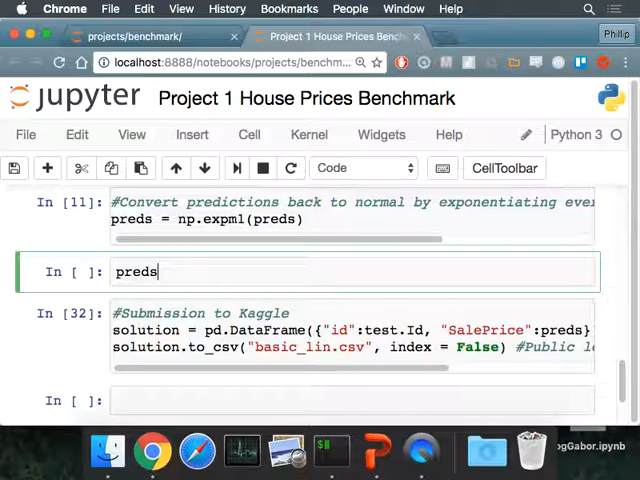 Chrome File Edit View History Bookmarks People Window Help
projects/benchmark/ Project 1 House Prices Bench Phillip
localhost:8888/notebooks/projects/benchm
jupyter Project 1 House Prices Benchmark
File Edit View Insert Cell Kernel Widgets Help Python 3
Code CellToolbar
In [11]: #Convert predictions back to normal by exponentiating ever
preds = np.expm1(preds)
In [ ]: preds
In [32]: #Submission to Kaggle
solution = pd.DataFrame({"id":test.Id, "SalePrice":preds}
solution.to_csv("basic_lin.csv", index = False) #Public le
In [ ]:
ogGabor.ipynb